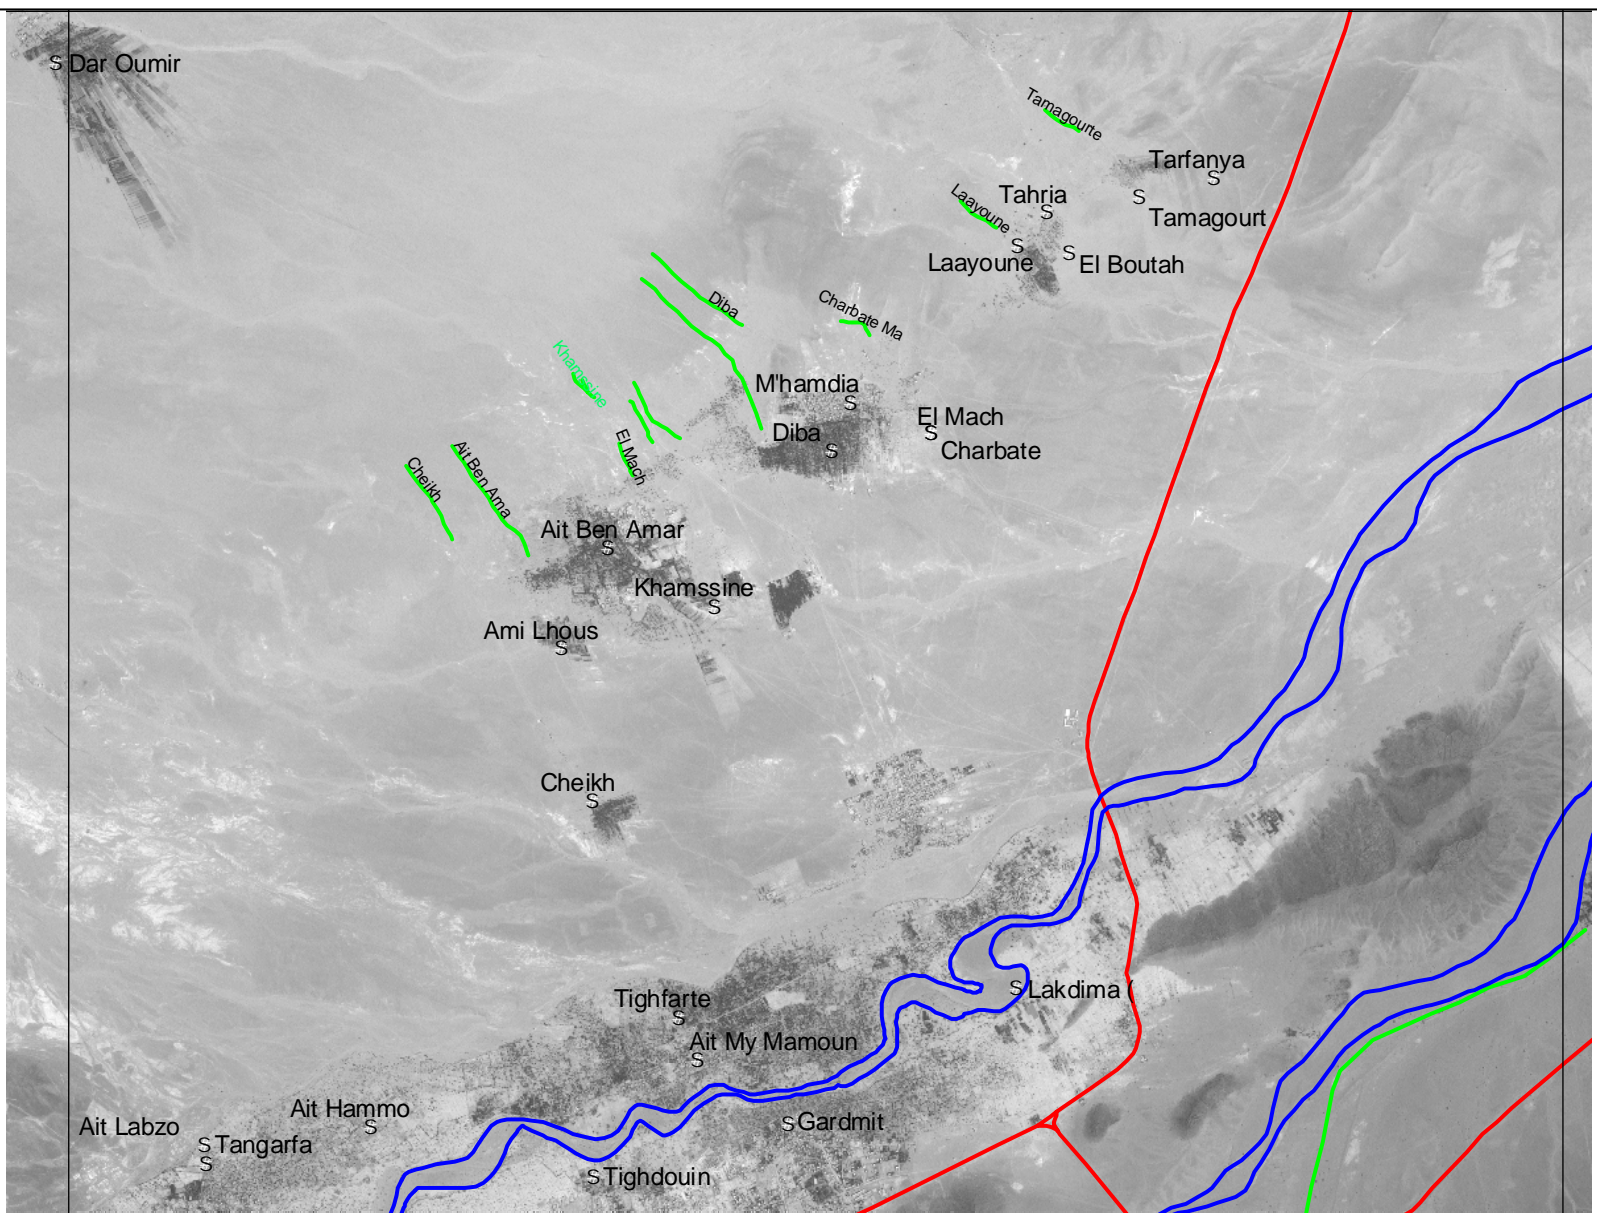 Dar Oumir
Tamagourte
Tarfanya
Tahria
Laayoune
Tamagourt
Laayoune
El Boutah
Diba
Charbate Ma
Khamssine
M'hamdia
El Mach
Diba
Charbate
El Mach
Ait Ben Ama
Cheikh
Ait Ben Amar
Khamssine
Ami Lhous
Cheikh
Lakdima (
Tighfarte
Ait My Mamoun
Ait Hammo
Gardmit
Ait Labzo
Tangarfa
Tighdouin